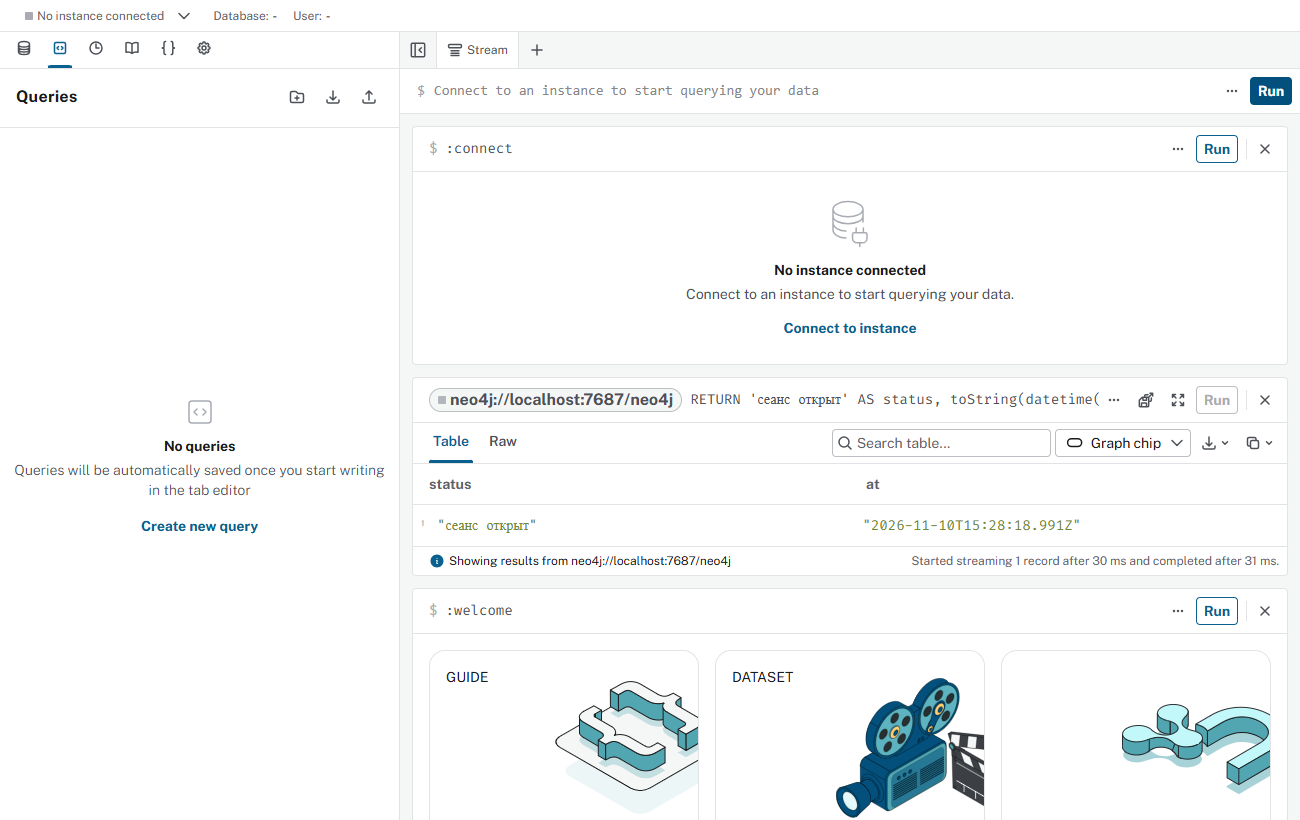 No instance connected Database: - User: -
Stream
Queries
$ Connect to an instance to start querying your data
Run
$ :connect
Run
No instance connected
Connect to an instance to start querying your data.
Connect to instance
neo4j://localhost:7687/neo4j RETURN 'сеанс открыт' AS status, toString(datetime(
Run
Table Raw
Search table...
Graph chip
status at
1 "сеанс открыт" "2026-11-10T15:28:18.991Z"
Showing results from neo4j://localhost:7687/neo4j
Started streaming 1 record after 30 ms and completed after 31 ms.
No queries
Queries will be automatically saved once you start writing
in the tab editor
Create new query
$ :welcome
Run
GUIDE
DATASET